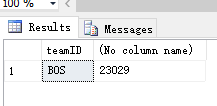 100 %
Results Messages
teamID (No column name)
1 BOS 23029